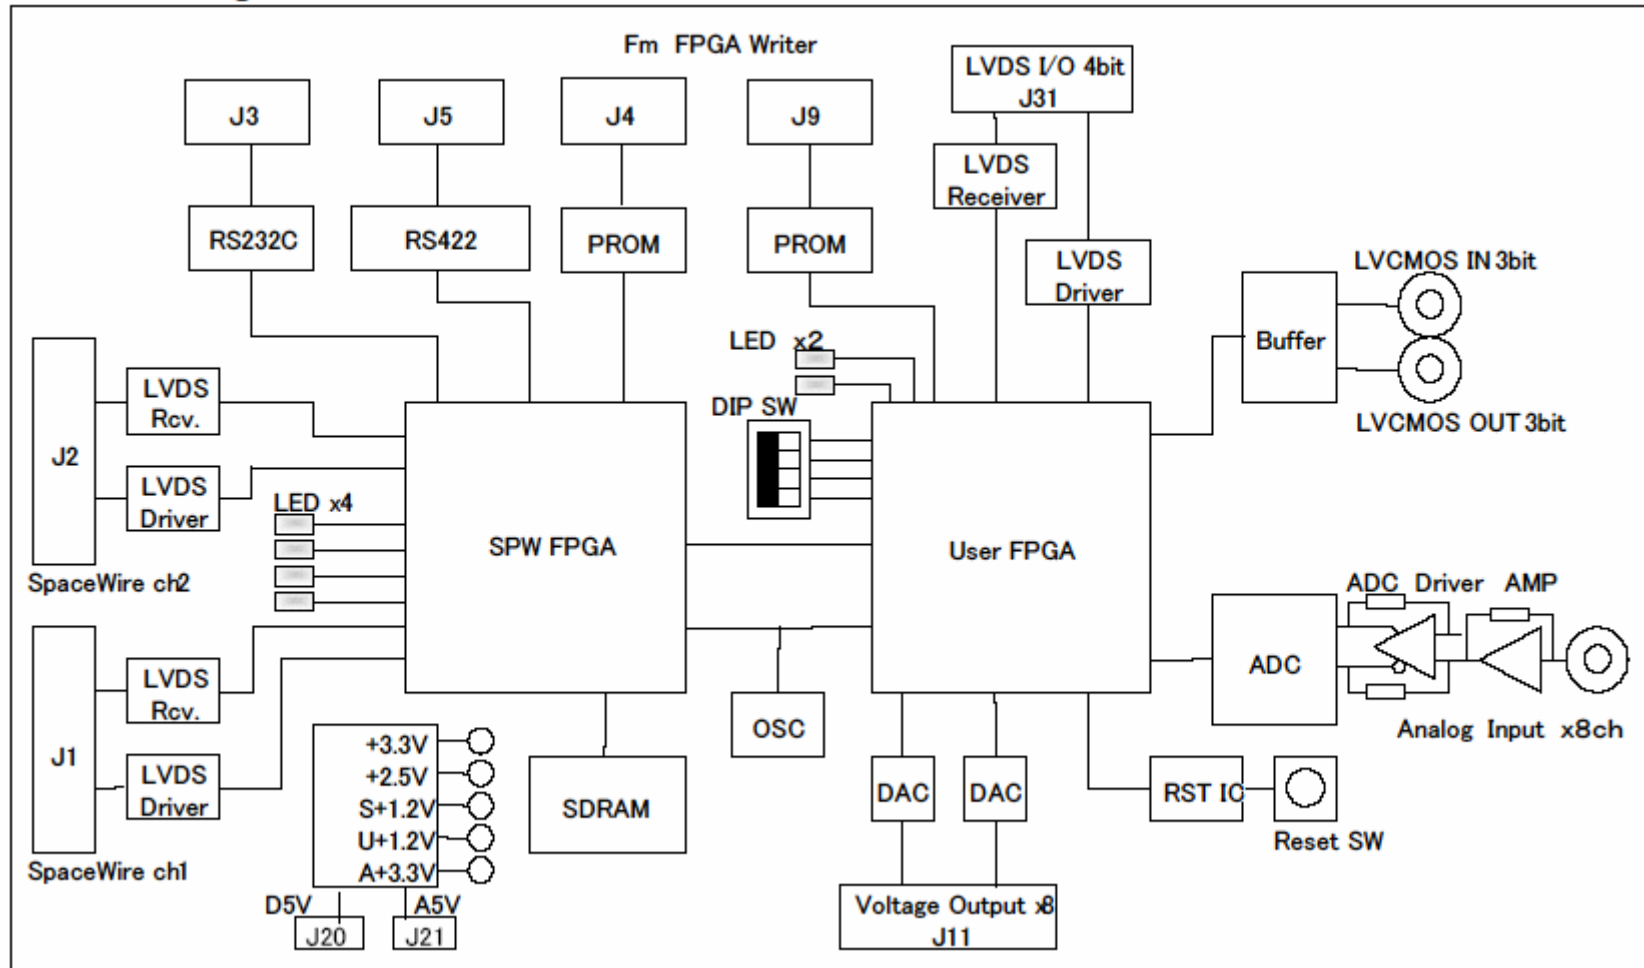 Fm FPGA Writer
LVDS I/O 4bit
J31
J3
J5
J4
J9
LVDS
Receiver
RS232C
RS422
PROM
PROM
LVDS
Driver
LVCMOS IN 3bit
Buffer
LVCMOS OUT 3bit
LED x2
DIP SW
J2
LVDS
Rcv.
LVDS
Driver
LED x4
SpaceWire ch2
SPW FPGA
User FPGA
ADC Driver AMP
ADC
Analog Input x8ch
J1
LVDS
Rcv.
LVDS
Driver
SpaceWire ch1
+3.3V
+2.5V
S+1.2V
U+1.2V
A+3.3V
D5V
A5V
J20
J21
SDRAM
OSC
DAC
DAC
RST IC
Reset SW
Voltage Output x8
J11